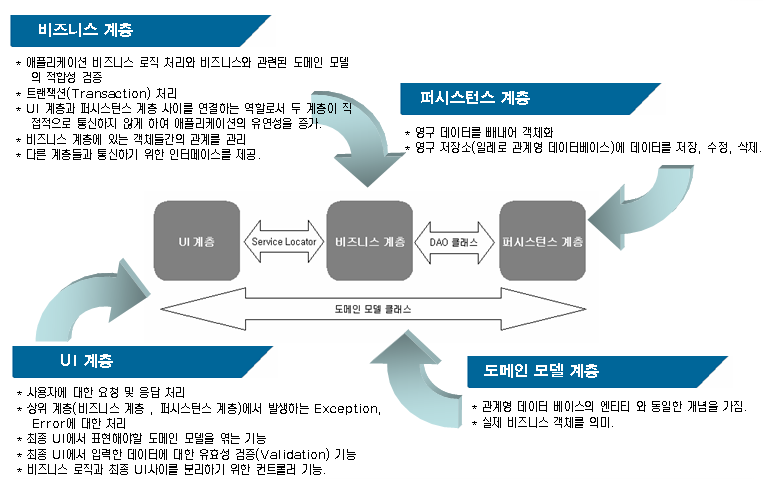 비즈니스 계층
* 애플리케이션 비즈니스 로직 처리와 비즈니스와 관련된 도메인 모델
의 적합성 검증
* 트랜잭션(Transaction) 처리
* UI 계층과 퍼시스턴스 계층 사이를 연결하는 역할로서 두 계층이 직
접적으로 통신하지 않게 하여 애플리케이션의 유연성을 증가.
* 비즈니스 계층에 있는 객체들간의 관계를 관리
* 다른 계층들과 통신하기 위한 인터페이스를 제공.
퍼시스턴스 계층
* 영구 데이터를 빼내어 객체화
* 영구 저장소(일례로 관계형 데이터베이스)에 데이터를 저장, 수정, 삭제.
UI 계층
Service Locator
비즈니스 계층
DAO 클래스
퍼시스턴스 계층
도메인 모델 클래스
UI 계층
* 사용자에 대한 요청 및 응답 처리
* 상위 계층(비즈니스 계층 , 퍼시스턴스 계층)에서 발생하는 Exception,
Error에 대한 처리
* 최종 UI에서 표현해야할 도메인 모델을 엮는 기능
* 최종 UI에서 입력한 데이터에 대한 유효성 검증(Validation) 기능
* 비즈니스 로직과 최종 UI사이를 분리하기 위한 컨트롤러 기능.
도메인 모델 계층
* 관계형 데이터 베이스의 엔티티 와 동일한 개념을 가짐.
* 실제 비즈니스 객체를 의미.